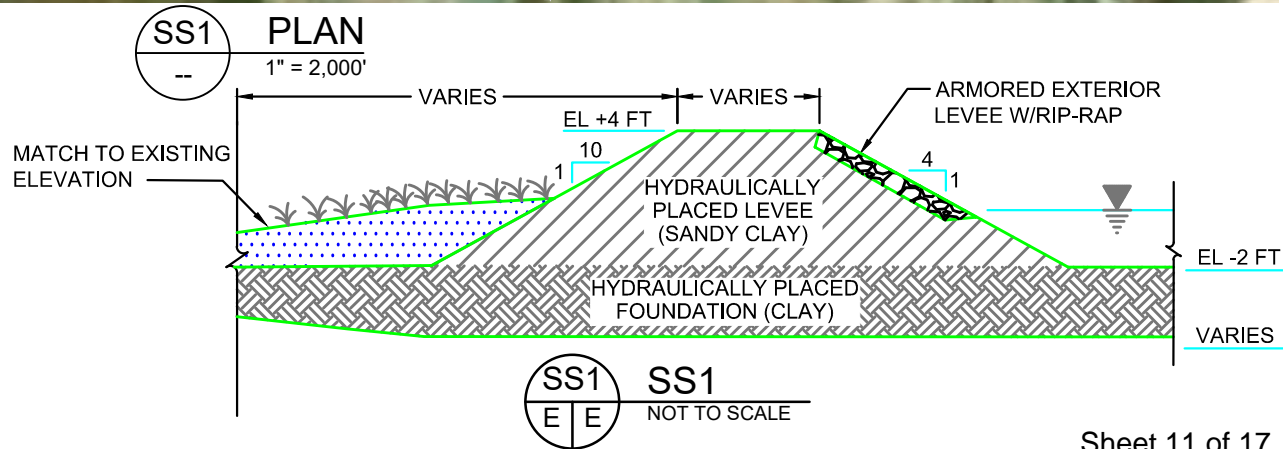 SS1
--
PLAN
1" = 2,000'
VARIES
VARIES
ARMORED EXTERIOR
LEVEE W/RIP-RAP
EL +4 FT
MATCH TO EXISTING
ELEVATION
10
1
4
1
HYDRAULICALLY
PLACED LEVEE
(SANDY CLAY)
EL -2 FT
HYDRAULICALLY PLACED
FOUNDATION (CLAY)
VARIES
SS1
E E
SS1
NOT TO SCALE
Sheet 11 of 17